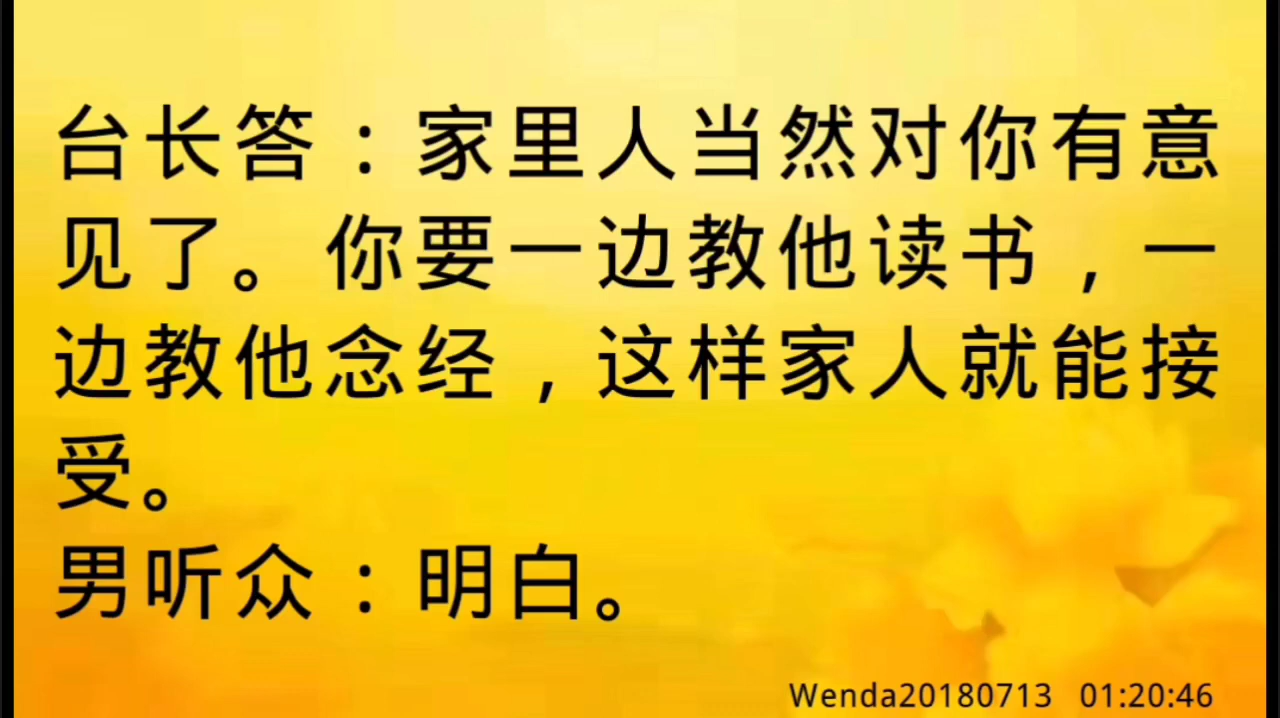 台长答：家里人当然对你有意
见了。你要一边教他读书，一
边教他念经，这样家人就能接
受。
男听众：明白。
Wenda20180713 01:20:46